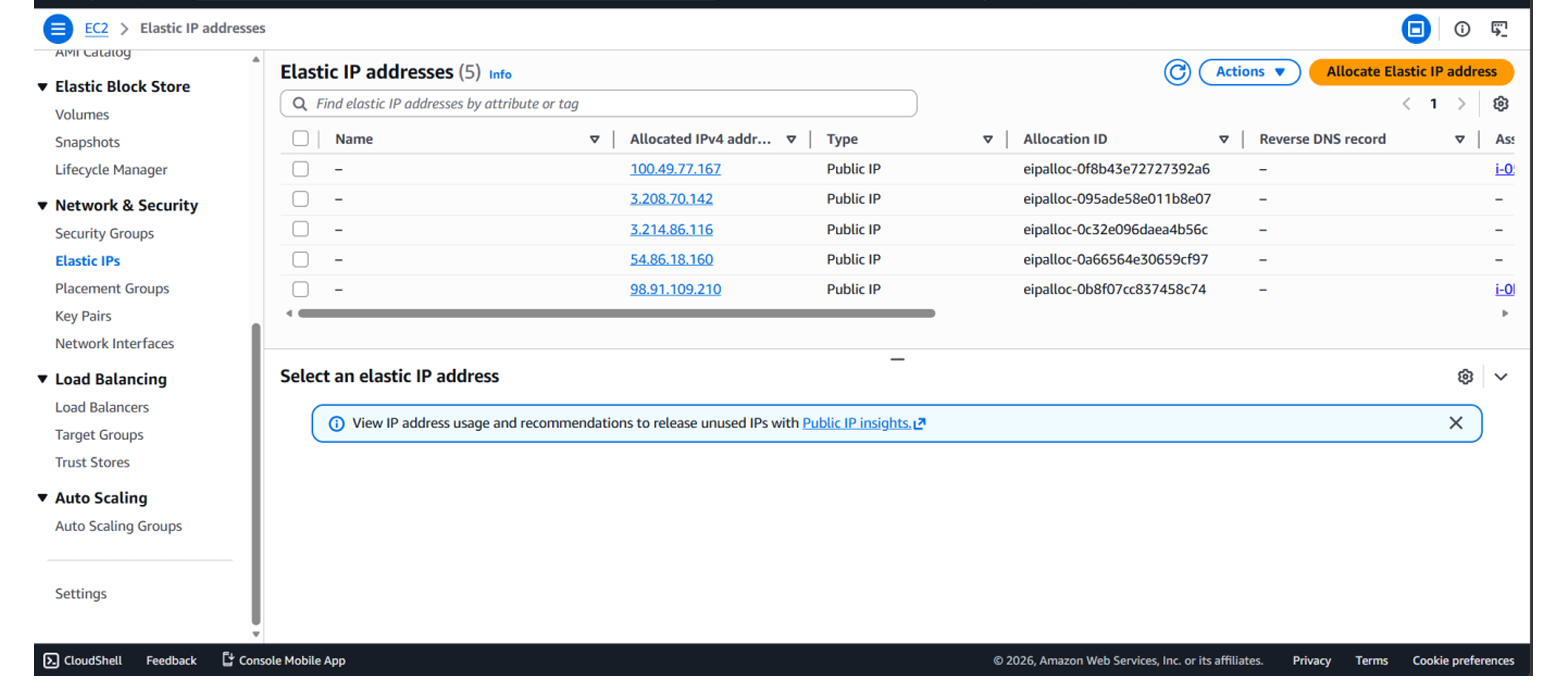 EC2 > Elastic IP addresses
AMI Catalog
Elastic Block Store
Volumes
Snapshots
Lifecycle Manager
Network & Security
Security Groups
Elastic IPs
Placement Groups
Key Pairs
Network Interfaces
Load Balancing
Load Balancers
Target Groups
Trust Stores
Auto Scaling
Auto Scaling Groups
Settings
Elastic IP addresses (5) Info
Actions
Allocate Elastic IP address
Find elastic IP addresses by attribute or tag
1
Name Allocated IPv4 addr... Type Allocation ID Reverse DNS record
– 100.49.77.167 Public IP eipalloc-0f8b43e72727392a6 –
– 3.208.70.142 Public IP eipalloc-095ade58e011b8e07 – –
– 3.214.86.116 Public IP eipalloc-0c32e096daea4b56c – –
– 54.86.18.160 Public IP eipalloc-0a66564e30659cf97 – –
– 98.91.109.210 Public IP eipalloc-0b8f07cc837458c74 –
Select an elastic IP address
View IP address usage and recommendations to release unused IPs with Public IP insights.
CloudShell Feedback Console Mobile App © 2026, Amazon Web Services, Inc. or its affiliates. Privacy Terms Cookie preferences